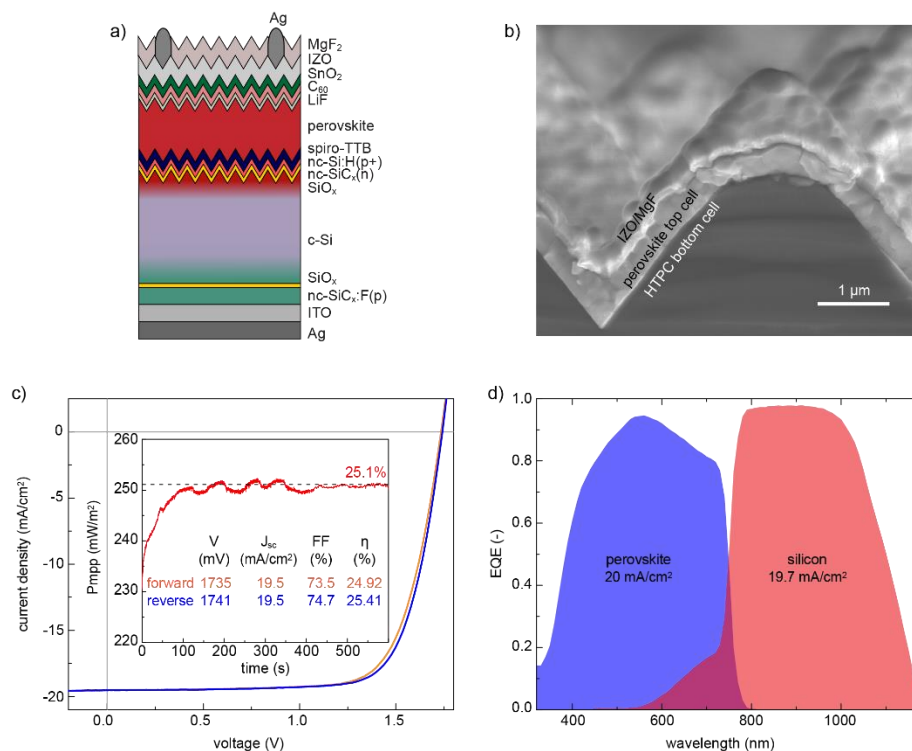 a)
Ag
MgF₂
IZO
SnO₂
C₆₀
LiF
perovskite
spiro-TTB
nc-Si:H(p+)
nc-SiCₓ(n)
SiOₓ
c-Si
SiOₓ
nc-SiCₓ:F(p)
ITO
Ag
b)
IZO/MgF
perovskite top cell
HTPC bottom cell
1 µm
c)
current density (mA/cm²)
0
-5
-10
-15
-20
0.0 0.5 1.0 1.5
voltage (V)
Pmpp (mW/m²)
260
250
240
230
220
0 100 200 300 400 500
time (s)
25.1%
V Jsc FF η
(mV) (mA/cm²) (%) (%)
forward 1735 19.5 73.5 24.92
reverse 1741 19.5 74.7 25.41
d)
EQE (-)
1.0
0.8
0.6
0.4
0.2
0.0
perovskite
20 mA/cm²
silicon
19.7 mA/cm²
400 600 800 1000
wavelength (nm)